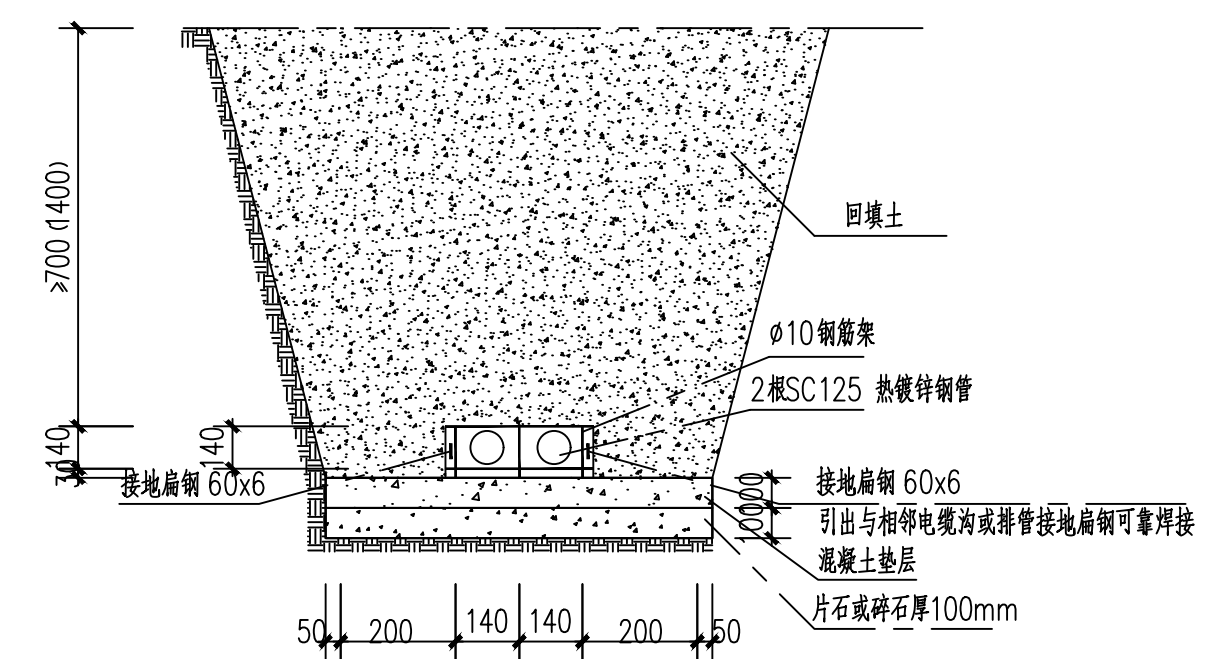 ≥700(1400)
回填土
ø10钢筋架
2根SC125 热镀锌钢管
140
140
接地扁钢 60x6
接地扁钢 60x6
引出与相邻电缆沟或排管接地扁钢可靠焊接
混凝土垫层
片石或碎石厚100mm
50 200 140 140 200 50